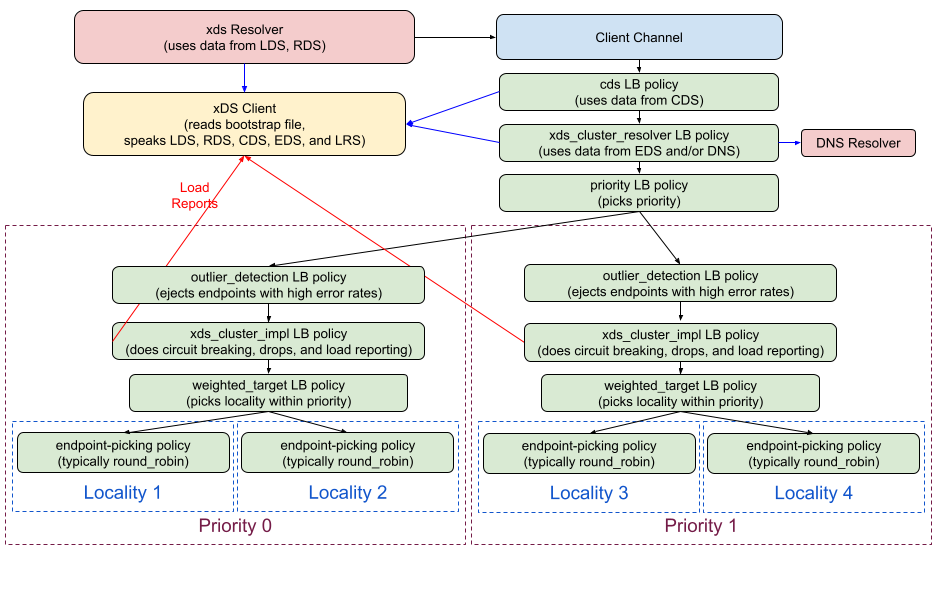 xds Resolver
(uses data from LDS, RDS)
Client Channel
cds LB policy
(uses data from CDS)
xDS Client
(reads bootstrap file,
speaks LDS, RDS, CDS, EDS, and LRS)
xds_cluster_resolver LB policy
(uses data from EDS and/or DNS)
DNS Resolver
priority LB policy
(picks priority)
Load
Reports
outlier_detection LB policy
(ejects endpoints with high error rates)
xds_cluster_impl LB policy
(does circuit breaking, drops, and load reporting)
weighted_target LB policy
(picks locality within priority)
endpoint-picking policy
(typically round_robin)
Locality 1
endpoint-picking policy
(typically round_robin)
Locality 2
Priority 0
outlier_detection LB policy
(ejects endpoints with high error rates)
xds_cluster_impl LB policy
(does circuit breaking, drops, and load reporting)
weighted_target LB policy
(picks locality within priority)
endpoint-picking policy
(typically round_robin)
Locality 3
endpoint-picking policy
(typically round_robin)
Locality 4
Priority 1